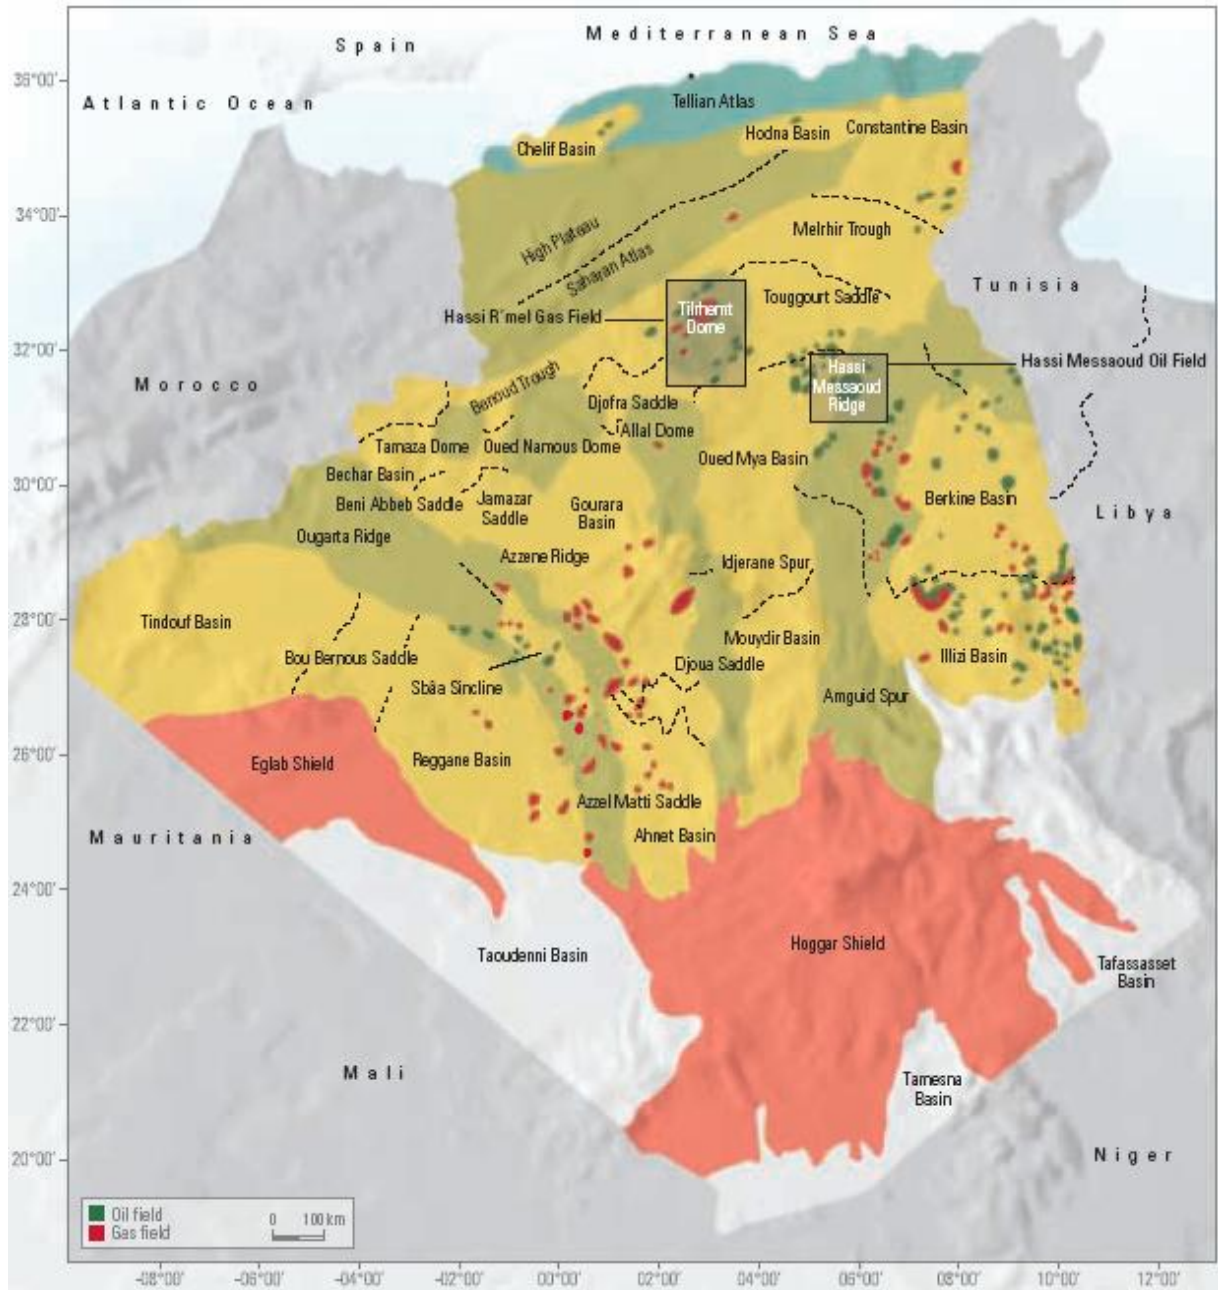 Mediterranean Sea
Spain
36°00'
Atlantic Ocean
Tellian Atlas
Hodna Basin
Constantine Basin
Chelif Basin
34°00'
High Plateau
Melrhir Trough
Saharan Atlas
Tunisia
Touggourt Saddle
Tilrhemt
Dome
Hassi R'mel Gas Field
32°00'
Hassi Messaoud Oil Field
Hassi
Messaoud
Ridge
Morocco
Benoud Trough
Djofra Saddle
Allal Dome
Tamaza Dome
Oued Namous Dome
Oued Mya Basin
Bechar Basin
30°00'
Beni Abbeb Saddle
Jamazar
Saddle
Gourara
Basin
Berkine Basin
Libya
Ougarta Ridge
Azzene Ridge
Idjerane Spur
28°00'
Tindouf Basin
Mouydir Basin
Bou Bernous Saddle
Djoua Saddle
Illizi Basin
Sbâa Sincline
Amguid Spur
26°00'
Eglab Shield
Reggane Basin
Azzel Matti Saddle
Mauritania
Ahnet Basin
24°00'
Hoggar Shield
Taoudenni Basin
Tafassasset
Basin
22°00'
Mali
Tamesna
Basin
20°00'
Niger
Oil field
Gas field
0 100 km
-08°00' -06°00' -04°00' -02°00' 00°00' 02°00' 04°00' 06°00' 08°00' 10°00' 12°00'